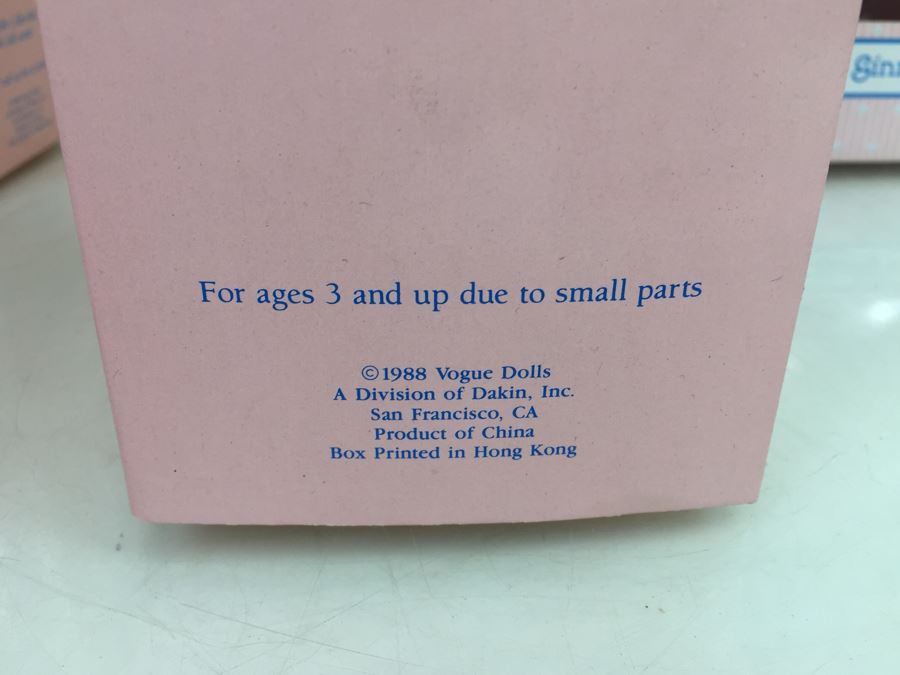 For ages 3 and up due to small parts
©1988 Vogue Dolls
A Division of Dakin, Inc.
San Francisco, CA
Product of China
Box Printed in Hong Kong